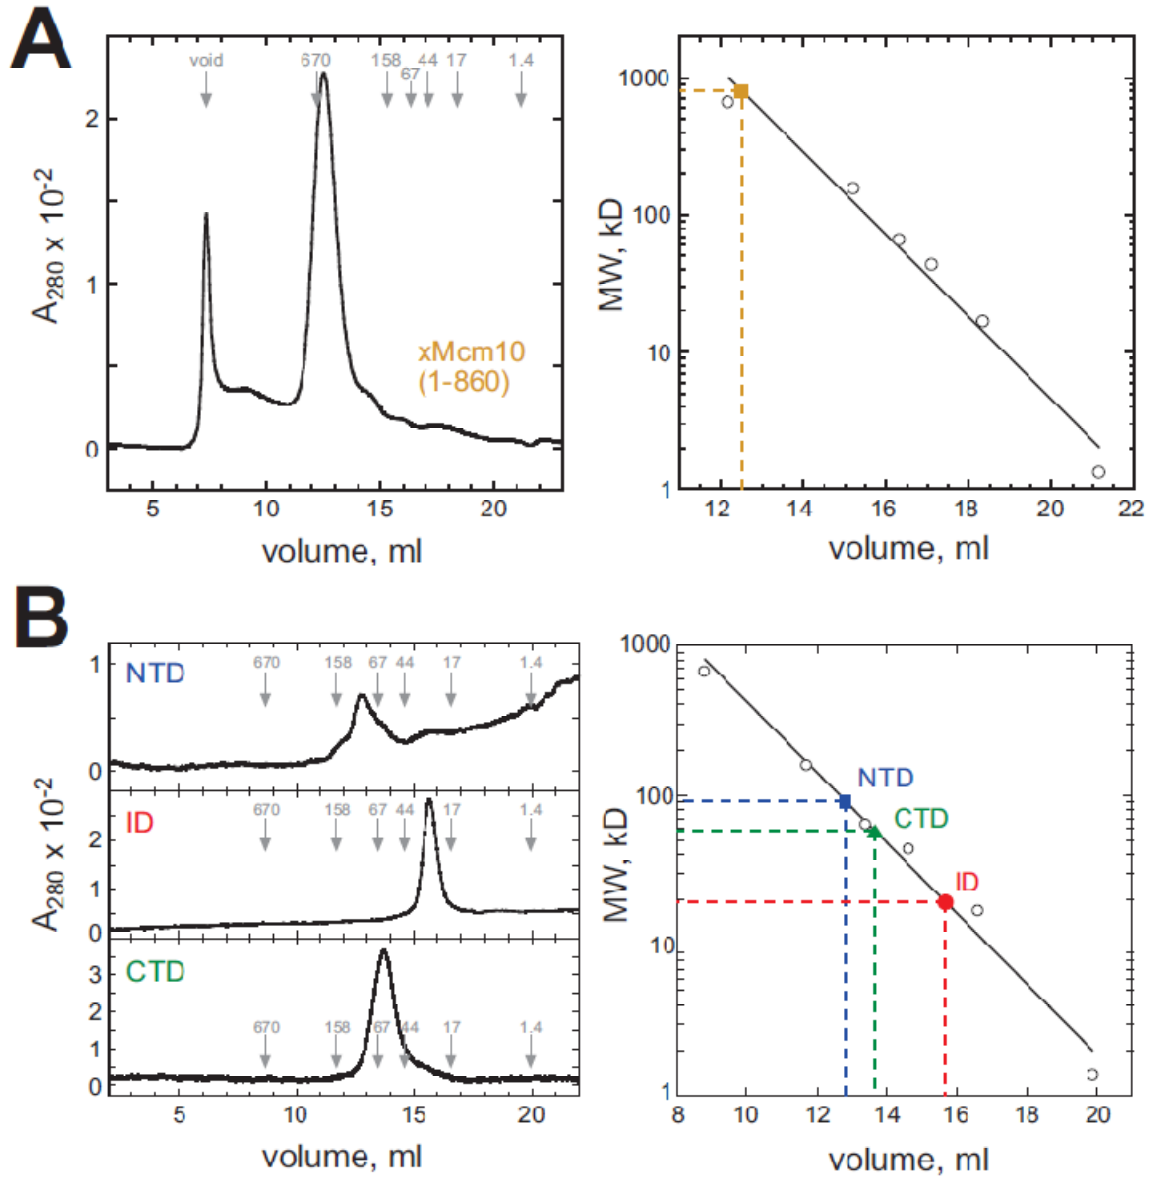 A
void 670 158 67 44 17 1.4
2
1
0
A280 x 10-2
xMcm10
(1-860)
5 10 15 20
volume, ml
1000
100
10
1
MW, kD
12 14 16 18 20 22
volume, ml
B
NTD
670 158 67 44 17 1.4
1
0
ID
670 158 67 44 17 1.4
2
1
0
A280 x 10-2
CTD
670 158 67 44 17 1.4
3
2
1
0
5 10 15 20
volume, ml
1000
100
10
1
MW, kD
NTD
CTD
ID
8 10 12 14 16 18 20
volume, ml